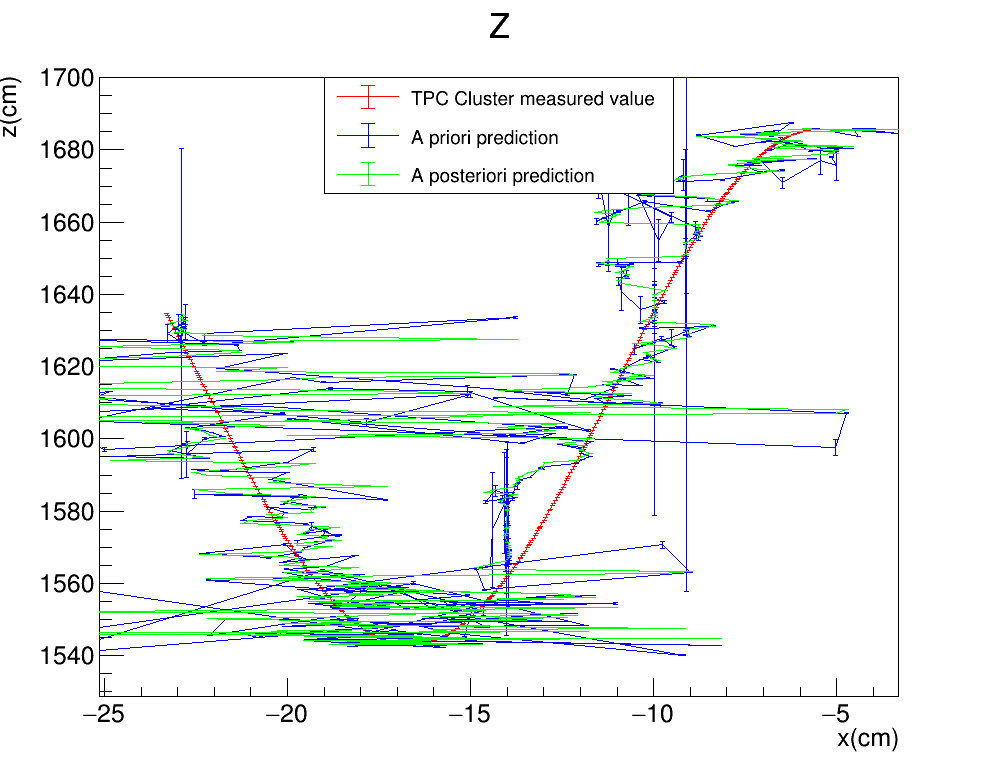 Z
z(cm)
1700
1680
1660
1640
1620
1600
1580
1560
1540
TPC Cluster measured value
A priori prediction
A posteriori prediction
−25
−20
−15
−10
−5
x(cm)